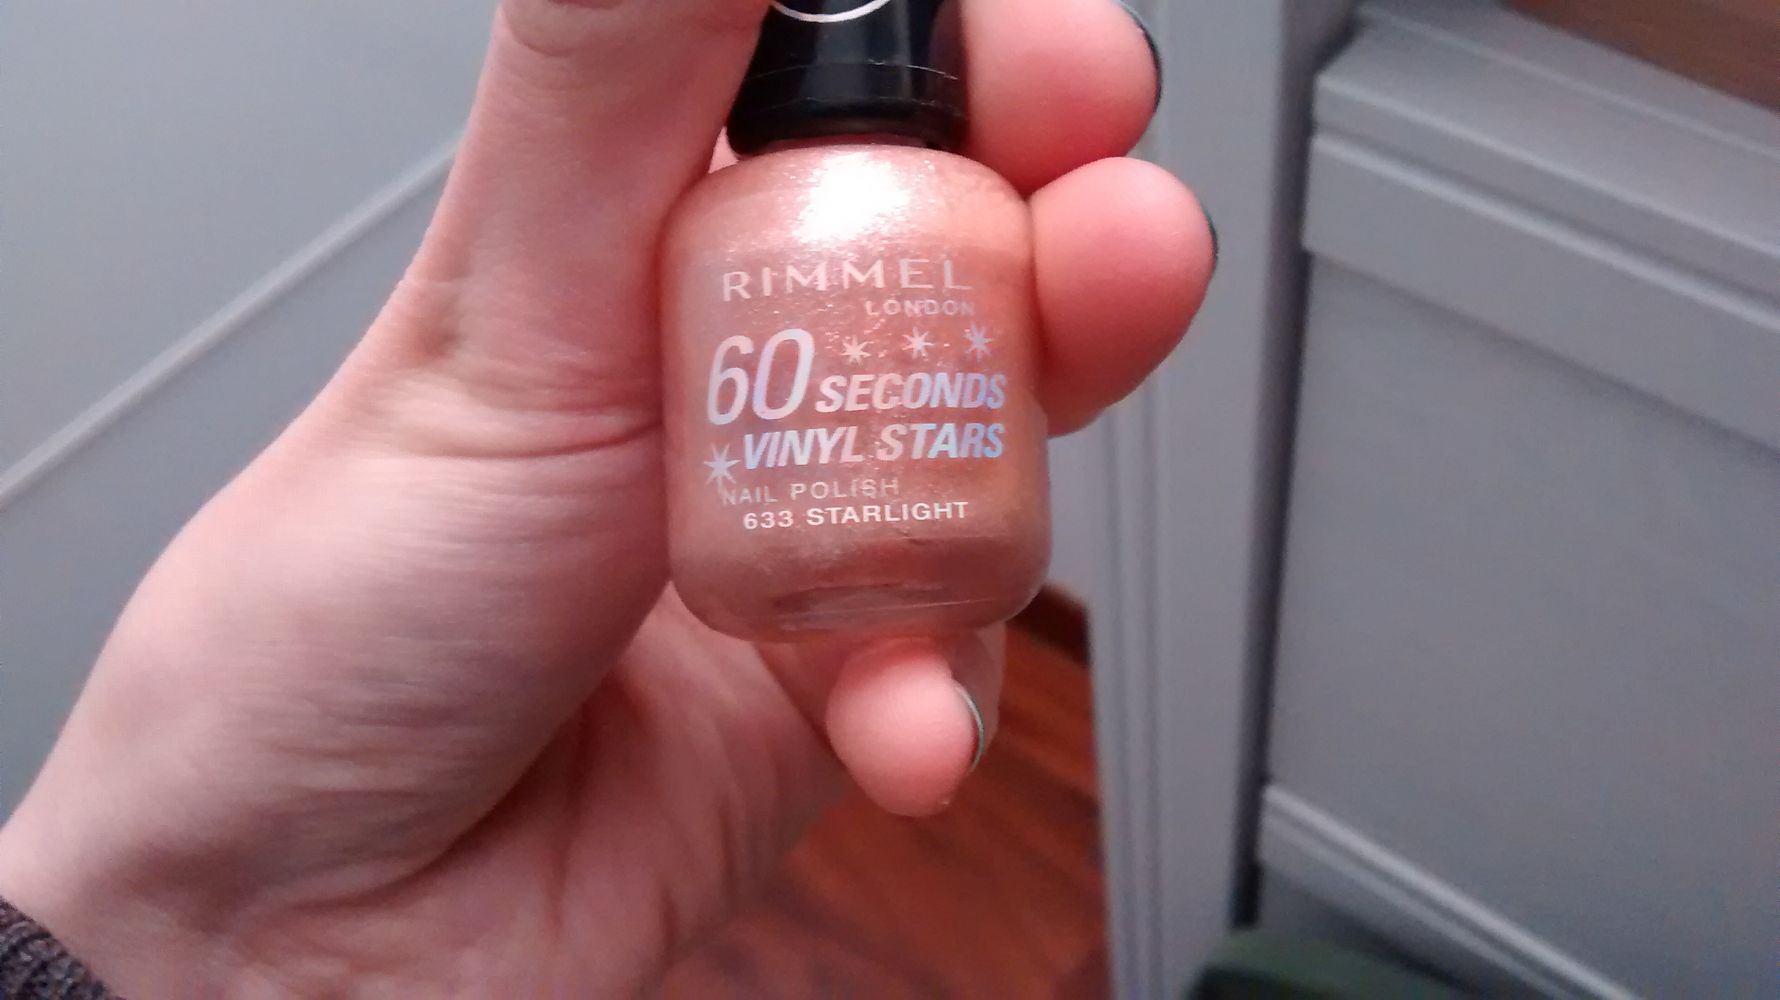 RIMMEL
LONDON
60 SECONDS
VINYL STARS
NAIL POLISH
633 STARLIGHT